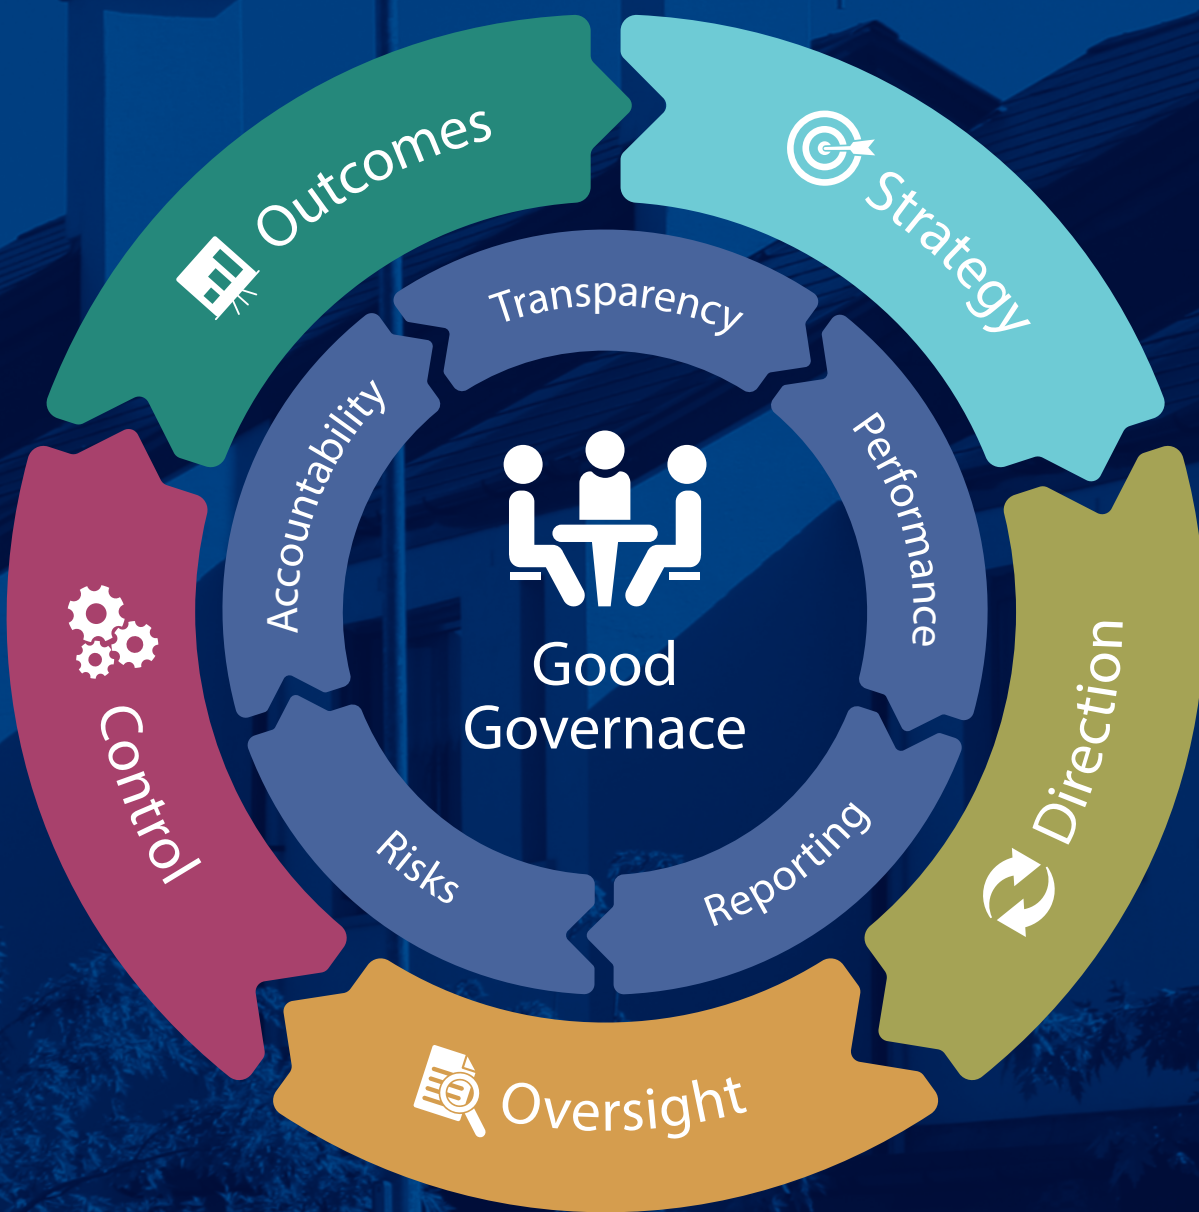 Outcomes
Strategy
Direction
Oversight
Control
Transparency
Performance
Reporting
Risks
Accountability
Good
Governace